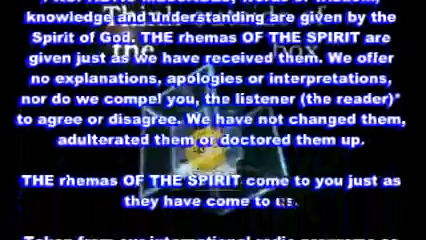 knowledge and understanding are given by the
Spirit of God. THE rhemas OF THE SPIRIT are
given just as we have received them. We offer
no explanations, apologies or interpretations,
nor do we compel you, the listener (the reader)*
to agree or disagree. We have not changed them,
adulterated them or doctored them up.
THE rhemas OF THE SPIRIT come to you just as
they have come to us.
the box